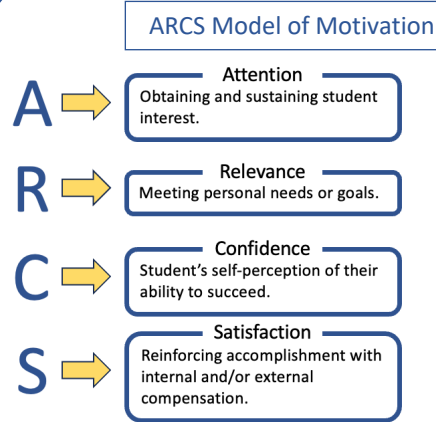 ARCS Model of Motivation
A
Attention
Obtaining and sustaining student
interest.
R
Relevance
Meeting personal needs or goals.
C
Confidence
Student's self-perception of their
ability to succeed.
S
Satisfaction
Reinforcing accomplishment with
internal and/or external
compensation.